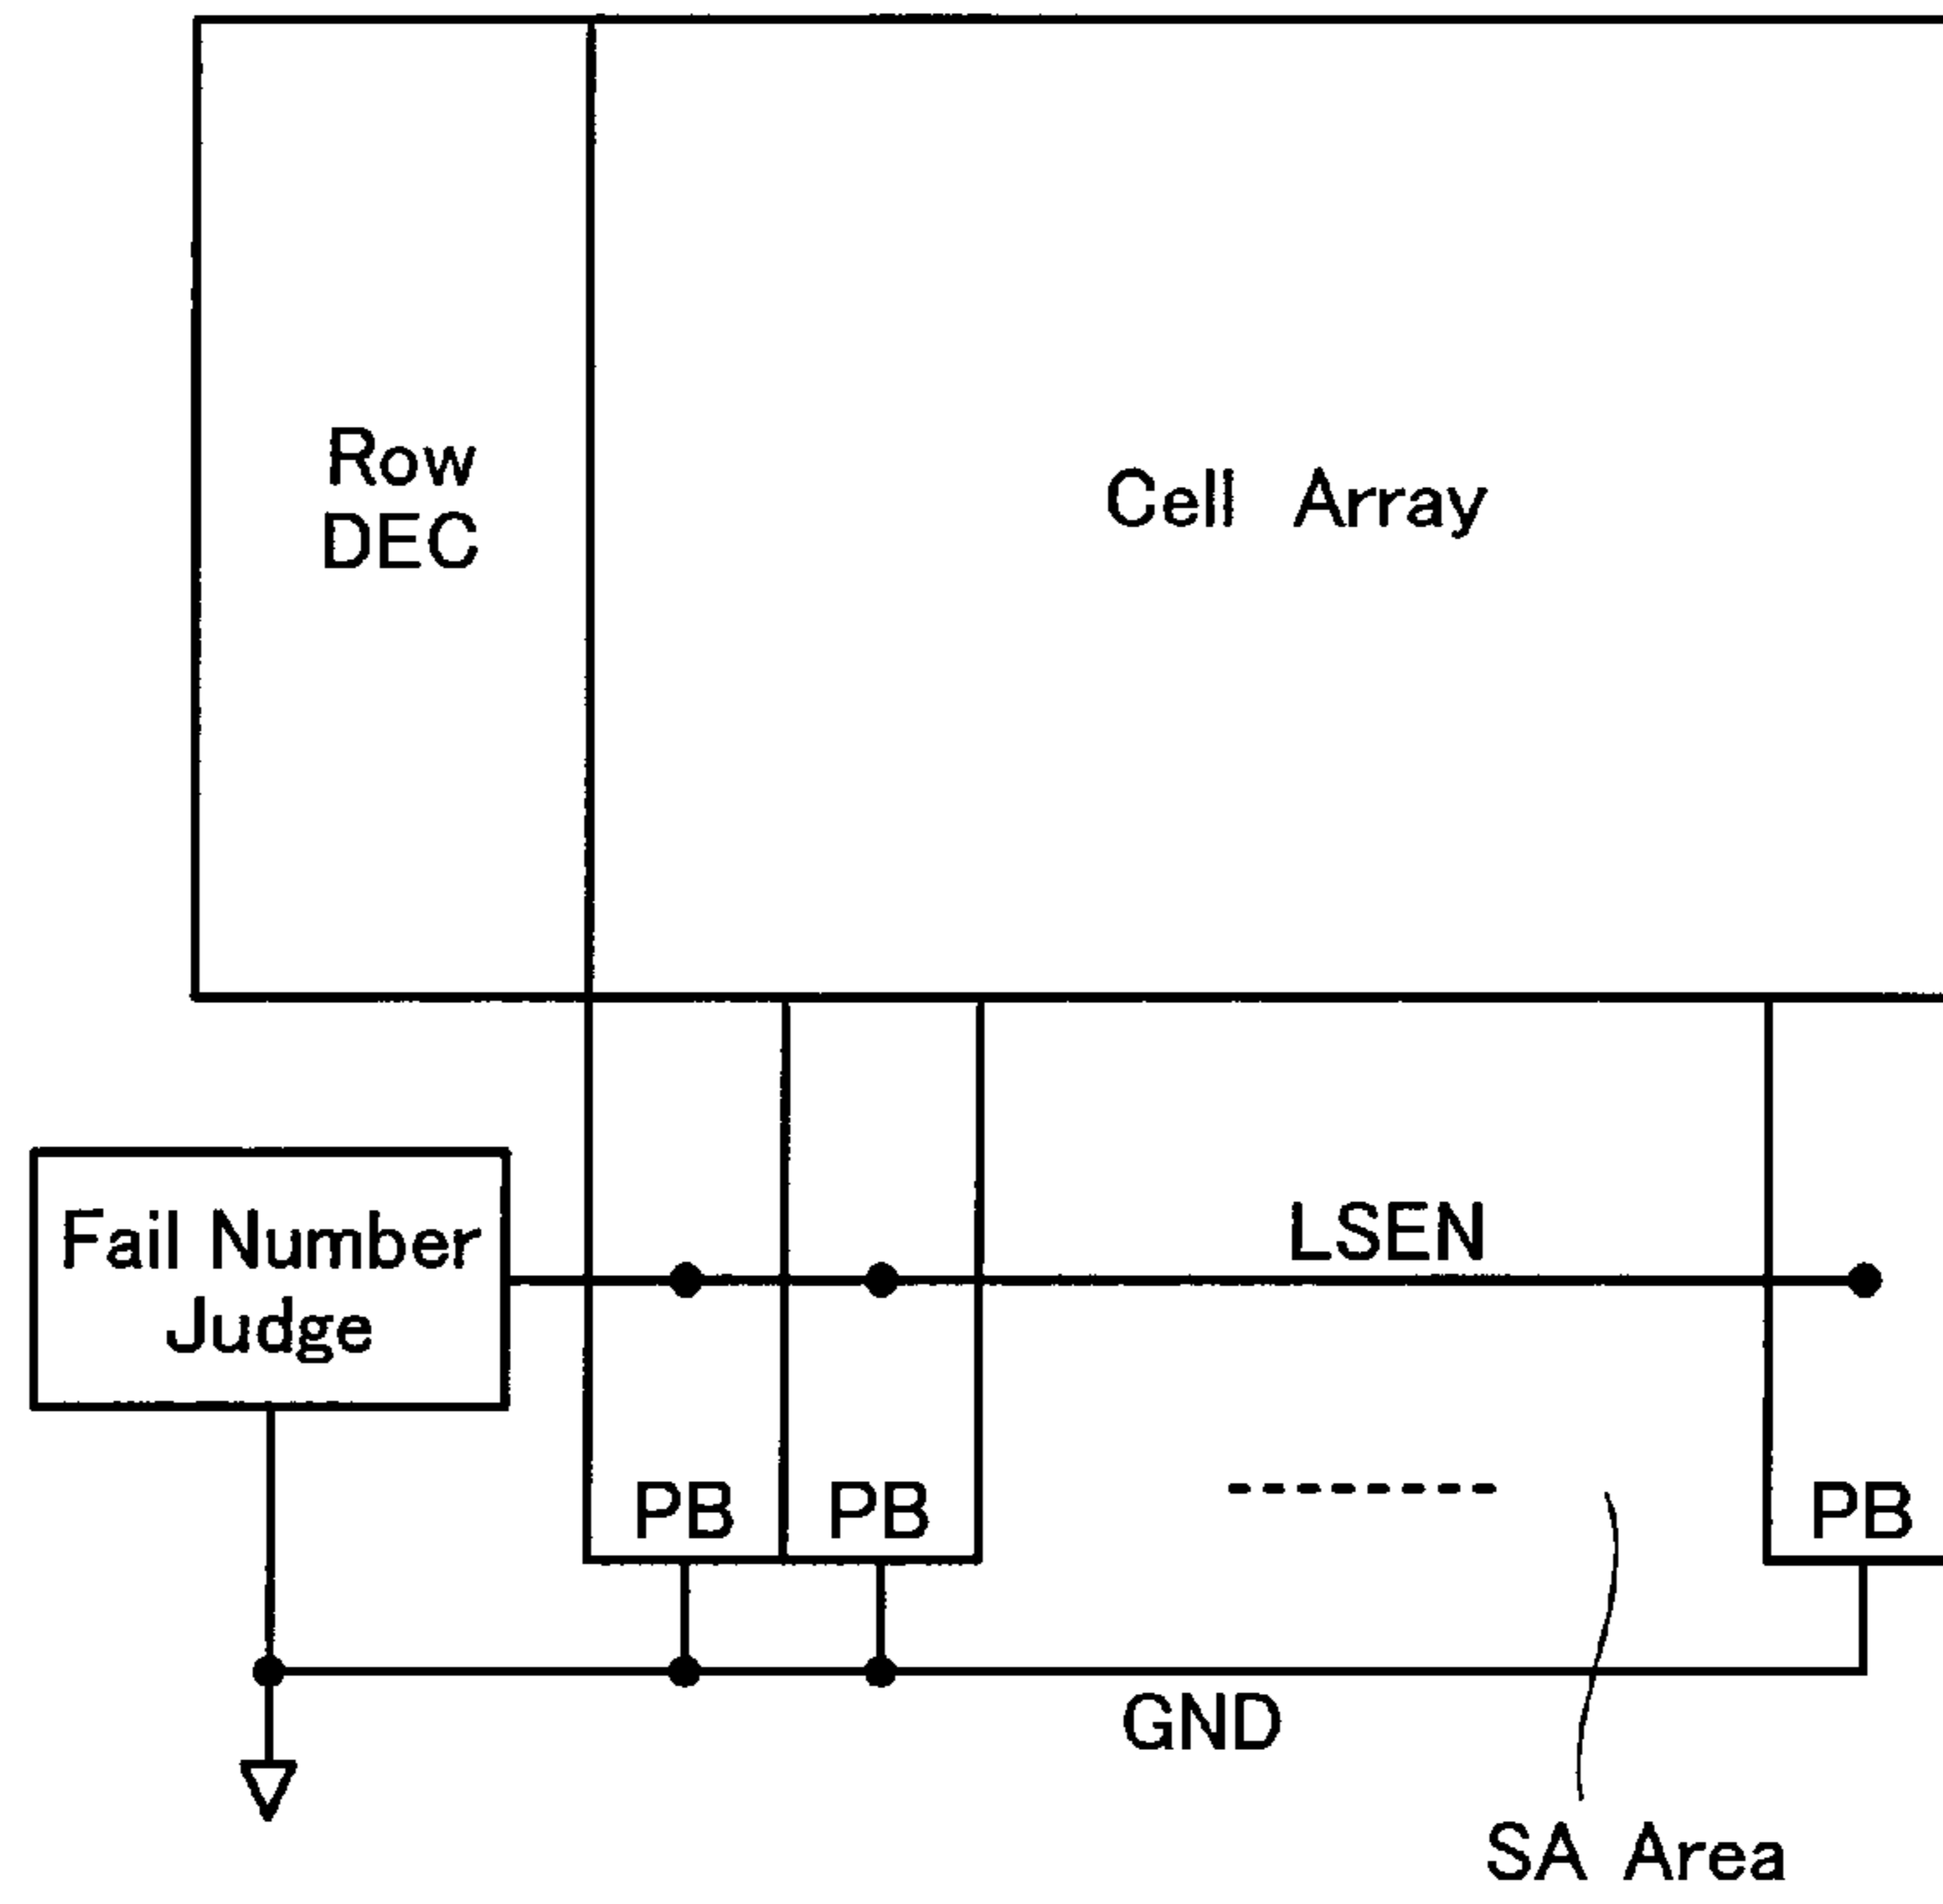 Row
DEC
Cell Array
Fail Number
Judge
LSEN
PB
PB
PB
GND
SA Area